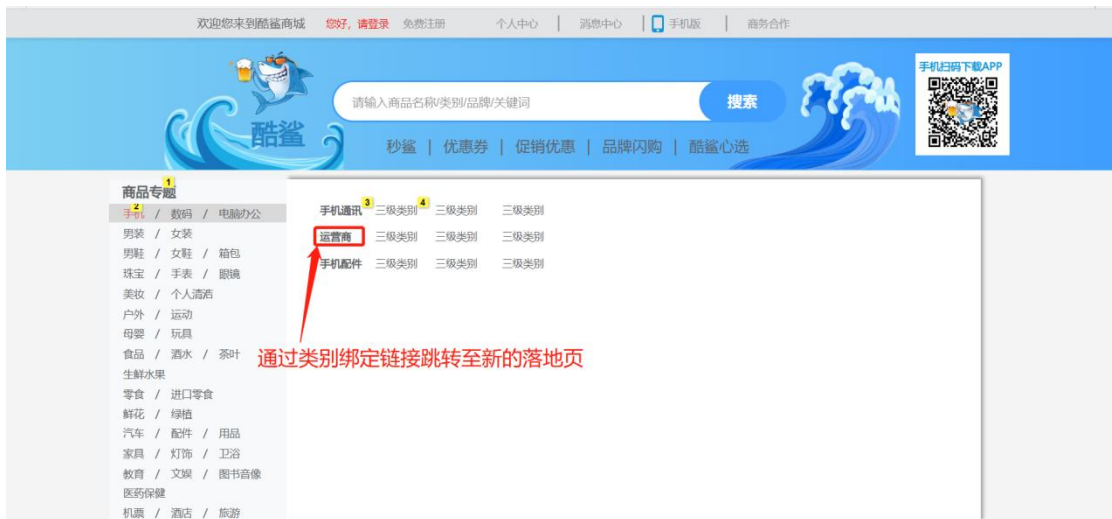 欢迎您来到酷鲨商城 您好,请登录 免费注册 个人中心 | 消息中心 | 手机版 | 商务合作
手机扫码下载APP
请输入商品名称/类别/品牌/关键词 搜索
酷鲨
秒鲨 | 优惠券 | 促销优惠 | 品牌闪购 | 酷鲨心选
商品专题 1
手机 2 / 数码 / 电脑办公
男装 / 女装
男鞋 / 女鞋 / 箱包
珠宝 / 手表 / 眼镜
美妆 / 个人清洁
户外 / 运动
母婴 / 玩具
食品 / 酒水 / 茶叶
生鲜水果
零食 / 进口零食
鲜花 / 绿植
汽车 / 配件 / 用品
家具 / 灯饰 / 卫浴
教育 / 文娱 / 图书音像
医药保健
机票 / 酒店 / 旅游
手机通讯 3 三级类别 4 三级类别 三级类别
运营商 三级类别 三级类别 三级类别
手机配件 三级类别 三级类别 三级类别
通过类别绑定链接跳转至新的落地页